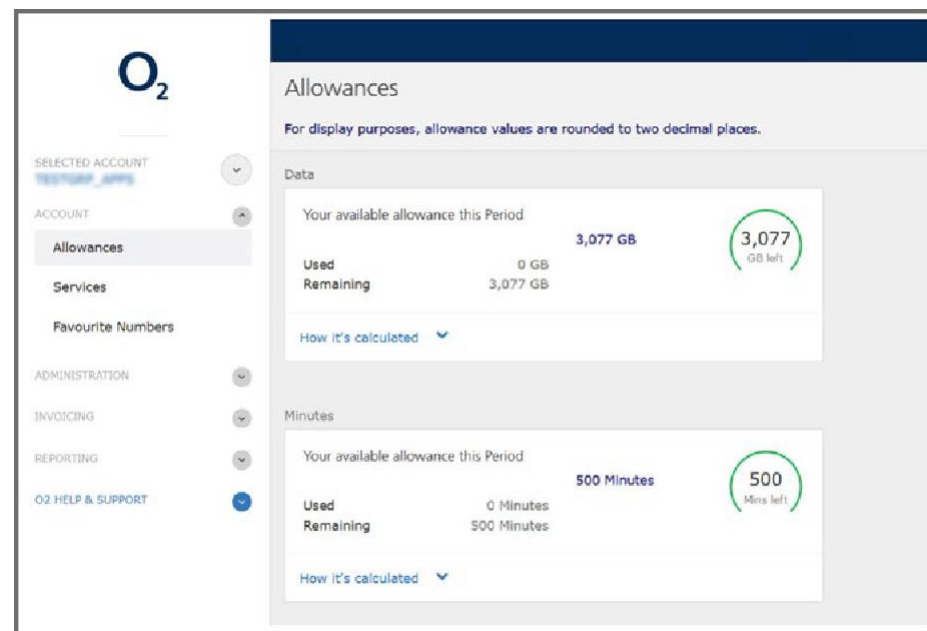 O2
SELECTED ACCOUNT
ACCOUNT
Allowances
Services
Favourite Numbers
ADMINISTRATION
INVOICING
REPORTING
O2 HELP & SUPPORT
Allowances
For display purposes, allowance values are rounded to two decimal places.
Data
Your available allowance this Period
3,077 GB
Used 0 GB
Remaining 3,077 GB
3,077
GB left
How it's calculated
Minutes
Your available allowance this Period
500 Minutes
Used 0 Minutes
Remaining 500 Minutes
500
Mins left
How it's calculated